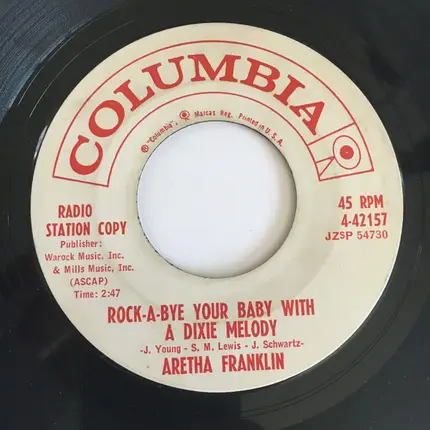 COLUMBIA
® "Columbia", Marcas Reg. Printed in U.S.A.
RADIO
STATION COPY
Publisher:
Warock Music, Inc.
& Mills Music, Inc.
(ASCAP)
Time: 2:47
45 RPM
4-42157
JZSP 54730
ROCK-A-BYE YOUR BABY WITH
A DIXIE MELODY
-J. Young - S. M. Lewis - J. Schwartz-
ARETHA FRANKLIN